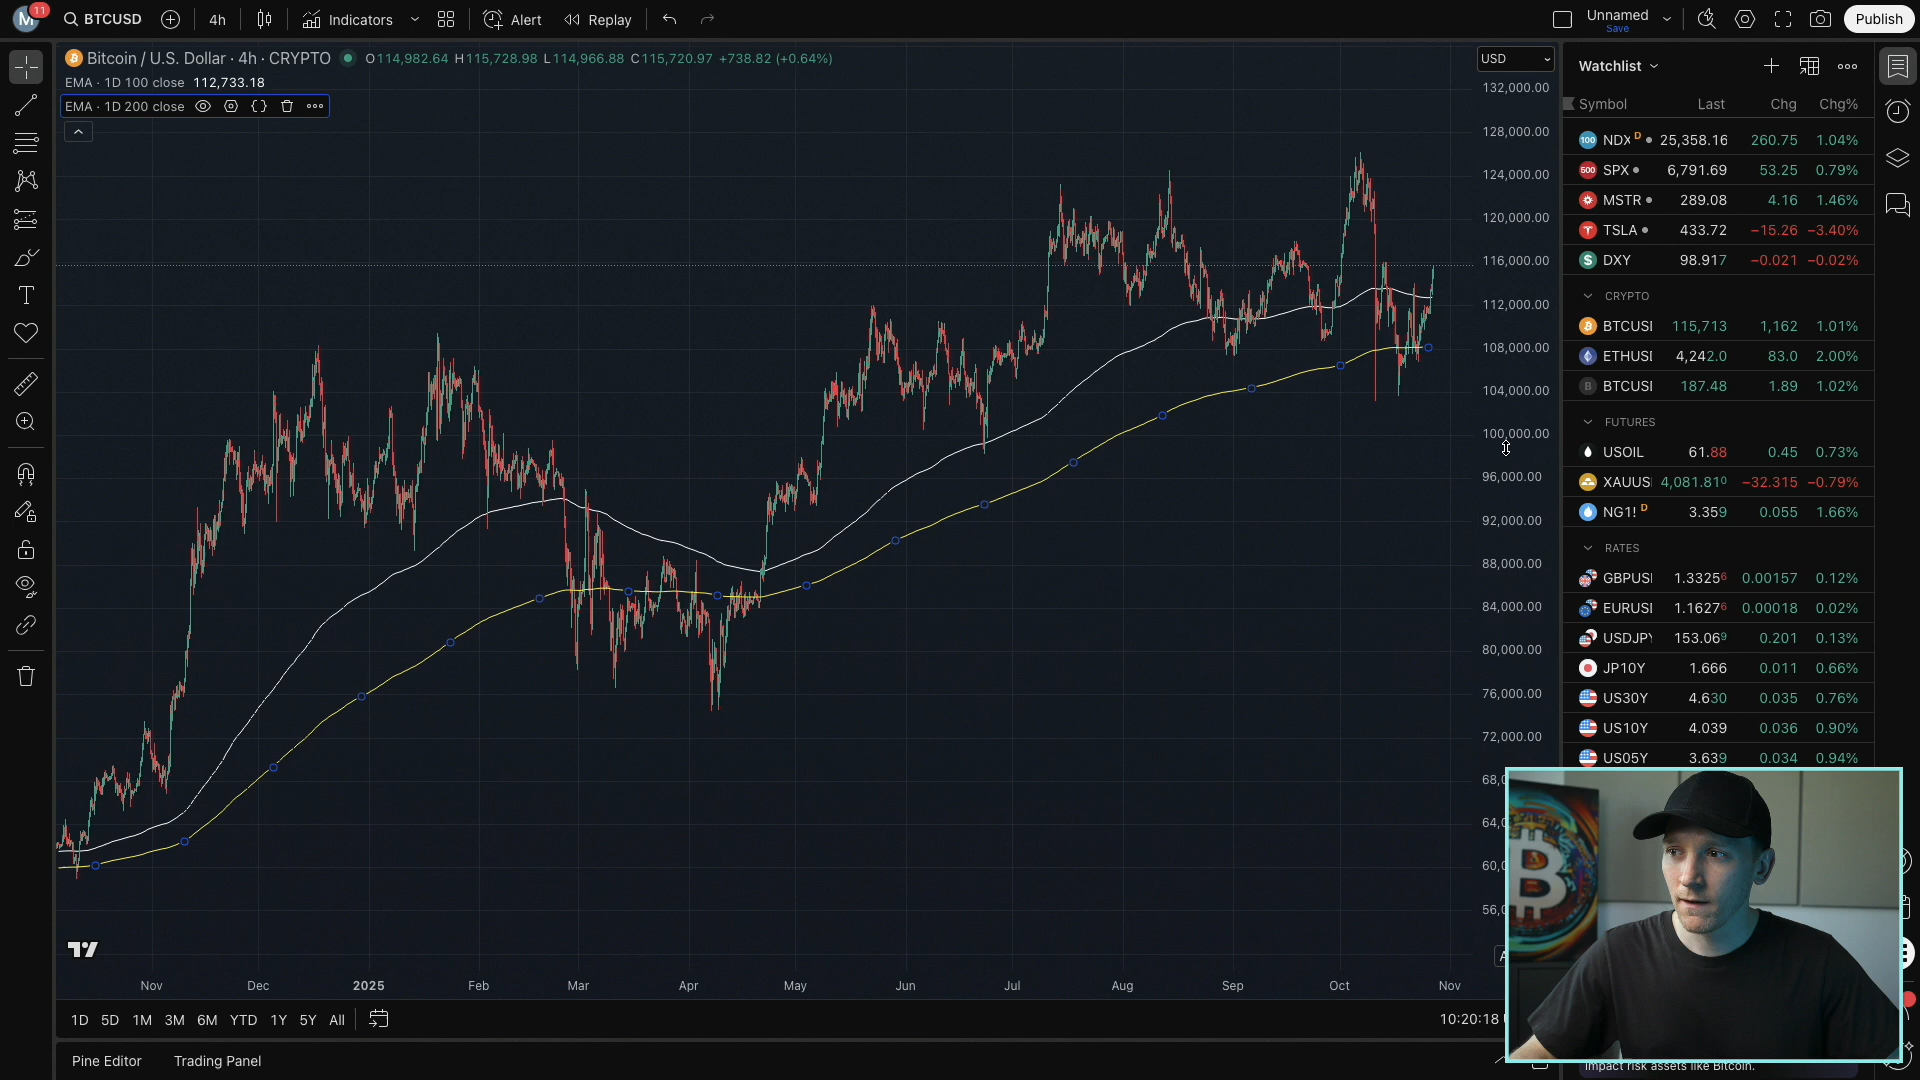 M 11 BTCUSD 4h Indicators Alert Replay Unnamed Save Publish
Bitcoin / U.S. Dollar · 4h · CRYPTO O114,982.64 H115,728.98 L114,966.88 C115,720.97 +738.82 (+0.64%)
EMA · 1D 100 close 112,733.18
EMA · 1D 200 close
USD
132,000.00
128,000.00
124,000.00
120,000.00
116,000.00
112,000.00
108,000.00
104,000.00
100,000.00
96,000.00
92,000.00
88,000.00
84,000.00
80,000.00
76,000.00
72,000.00
68,
64,0
60,
56,
Nov Dec 2025 Feb Mar Apr May Jun Jul Aug Sep Oct Nov
1D 5D 1M 3M 6M YTD 1Y 5Y All
10:20:18
Pine Editor Trading Panel
Watchlist
Symbol Last Chg Chg%
100 NDX D 25,358.16 260.75 1.04%
500 SPX 6,791.69 53.25 0.79%
MSTR 289.08 4.16 1.46%
TSLA 433.72 −15.26 −3.40%
DXY 98.917 −0.021 −0.02%
CRYPTO
BTCUSI 115,713 1,162 1.01%
ETHUSI 4,242.0 83.0 2.00%
B BTCUSI 187.48 1.89 1.02%
FUTURES
USOIL 61.88 0.45 0.73%
XAUUS 4,081.810 −32.315 −0.79%
NG1! D 3.359 0.055 1.66%
RATES
GBPUSI 1.33256 0.00157 0.12%
EURUSI 1.16276 0.00018 0.02%
USDJPY 153.069 0.201 0.13%
JP10Y 1.666 0.011 0.66%
US30Y 4.630 0.035 0.76%
US10Y 4.039 0.036 0.90%
US05Y 3.639 0.034 0.94%
impact risk assets like Bitcoin.